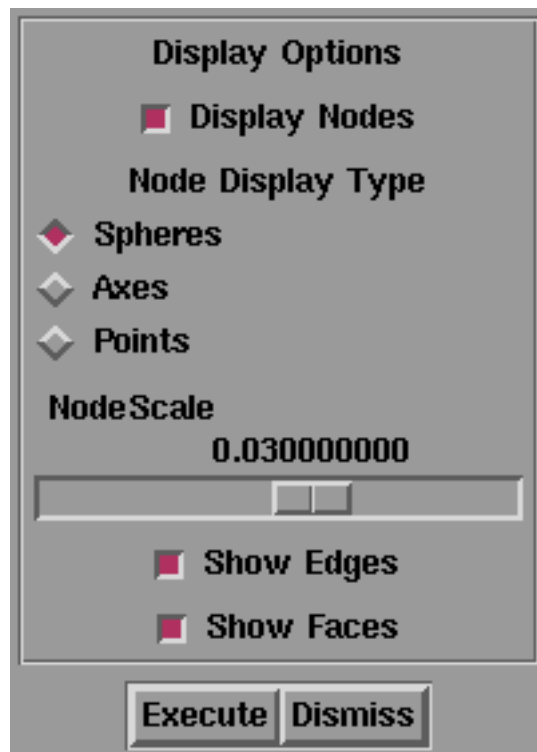 Display Options
Display Nodes
Node Display Type
Spheres
Axes
Points
NodeScale
0.030000000
Show Edges
Show Faces
Execute Dismiss